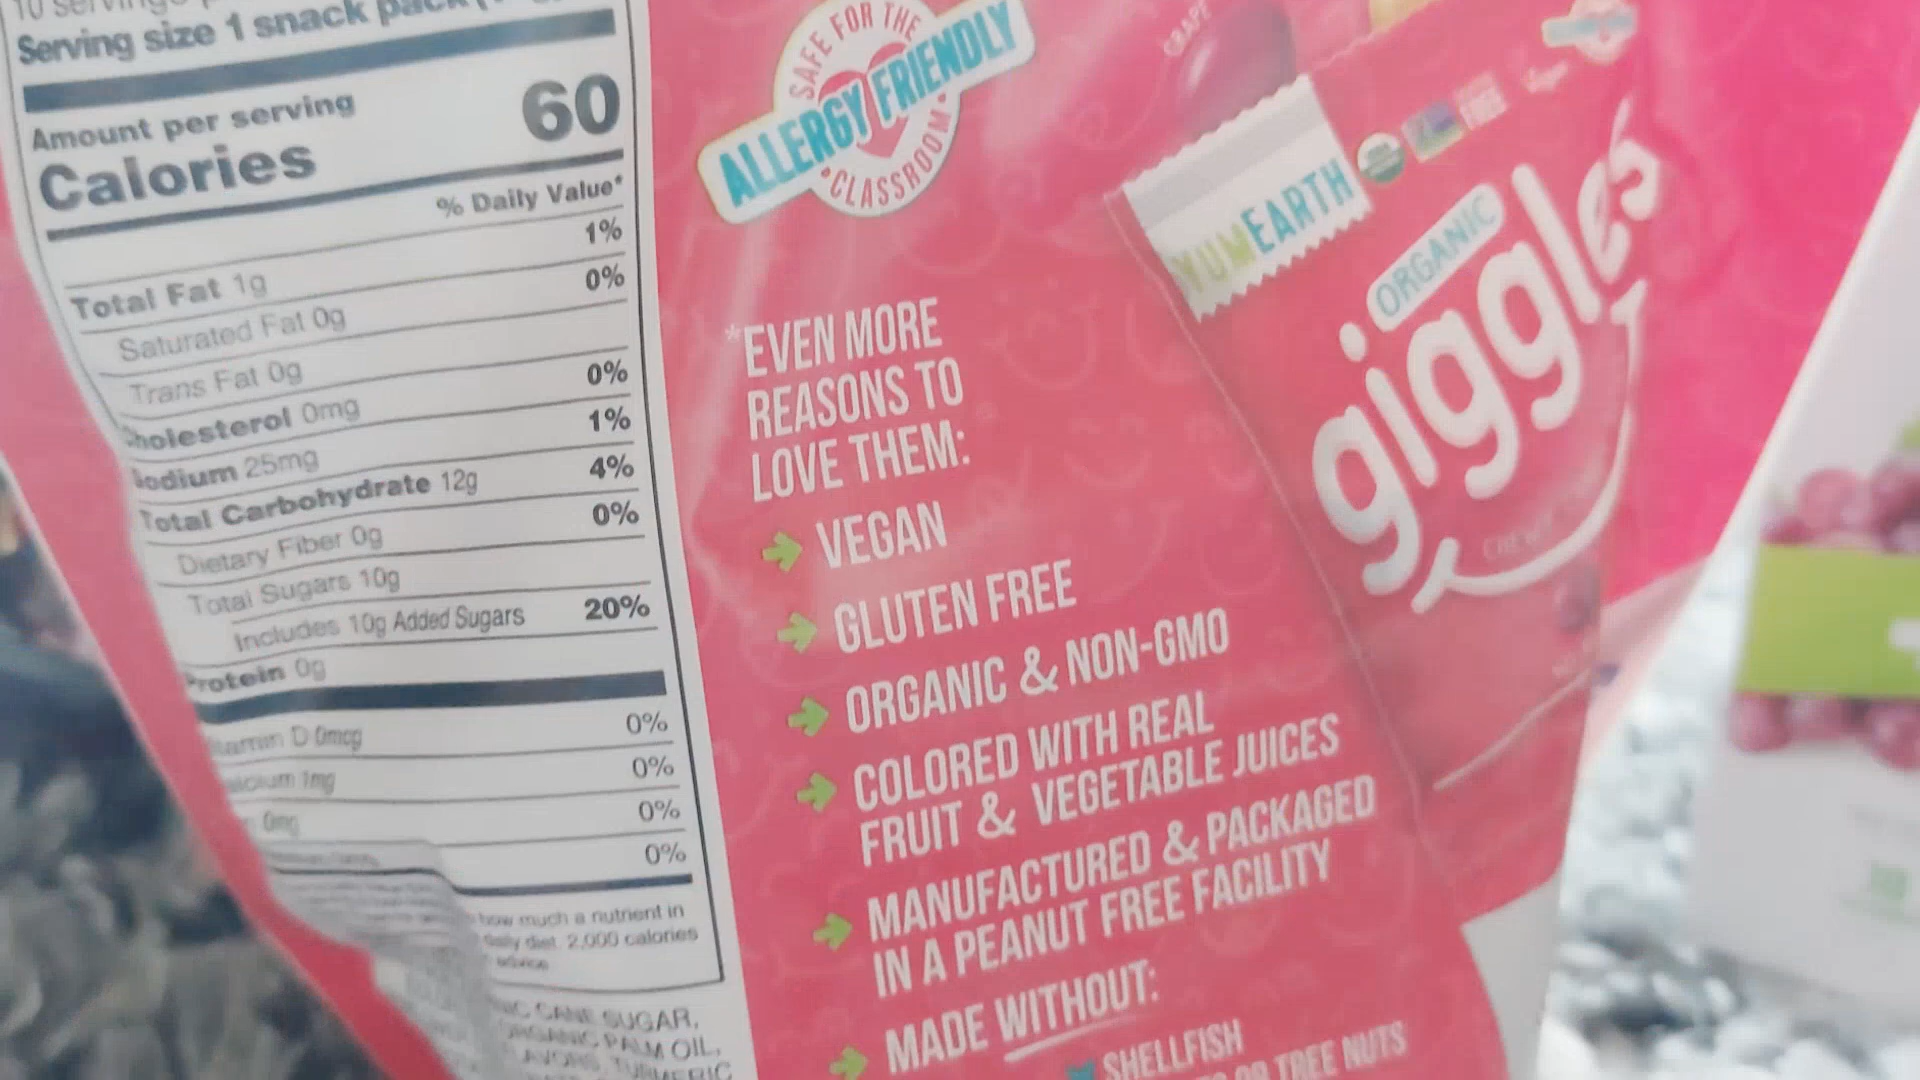 10 servings
Serving size 1 snack pack
Amount per serving
Calories 60
% Daily Value*
Total Fat 1g 1%
Saturated Fat 0g 0%
Trans Fat 0g
Cholesterol 0mg 0%
Sodium 25mg 1%
Total Carbohydrate 12g 4%
Dietary Fiber 0g 0%
Total Sugars 10g
Includes 10g Added Sugars 20%
Protein 0g
Vitamin D 0mcg 0%
Calcium 1mg 0%
0mg 0%
0%
how much a nutrient in
daily diet. 2,000 calories
advice
CANE SUGAR,
ORGANIC PALM OIL,
TURMERIC
SAFE FOR THE
ALLERGY FRIENDLY
•CLASSROOM•
*EVEN MORE
REASONS TO
LOVE THEM:
VEGAN
GLUTEN FREE
ORGANIC & NON-GMO
COLORED WITH REAL
FRUIT & VEGETABLE JUICES
MANUFACTURED & PACKAGED
IN A PEANUT FREE FACILITY
MADE WITHOUT:
SHELLFISH
OR TREE NUTS
GRAPE
YUMEARTH
FREE
Vegan
ORGANIC
giggles